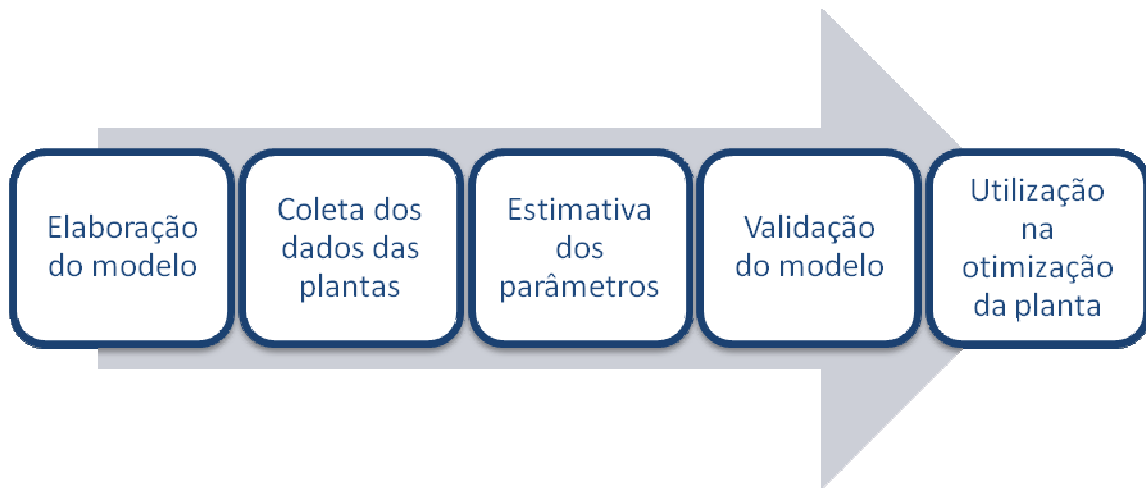 Elaboração
do modelo
Coleta dos
dados das
plantas
Estimativa
dos
parâmetros
Validação
do modelo
Utilização
na
otimização
da planta